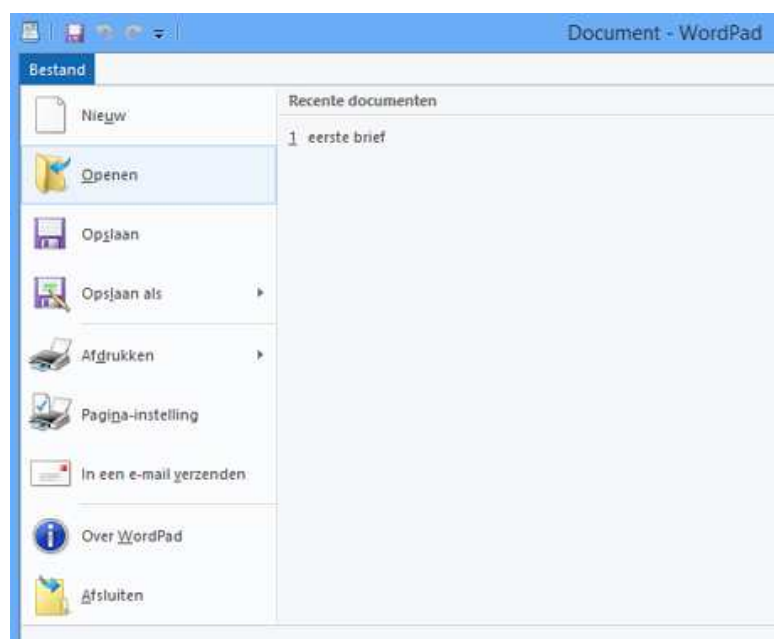 Document - WordPad
Bestand
Nieuw
Openen
Opslaan
Opslaan als
Afdrukken
Pagina-instelling
In een e-mail verzenden
Over WordPad
Afsluiten
Recente documenten
1 eerste brief